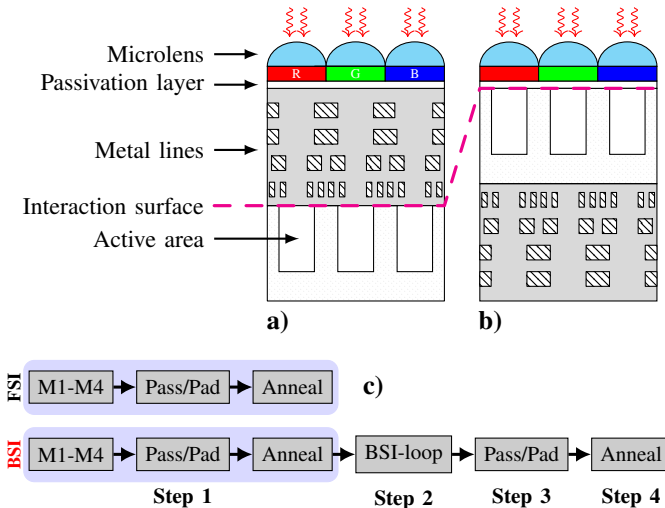 Microlens
R G B
Passivation layer
Metal lines
Interaction surface
Active area
a) b)
FSI M1-M4 Pass/Pad Anneal c)
BSI M1-M4 Pass/Pad Anneal BSI-loop Pass/Pad Anneal
Step 1 Step 2 Step 3 Step 4